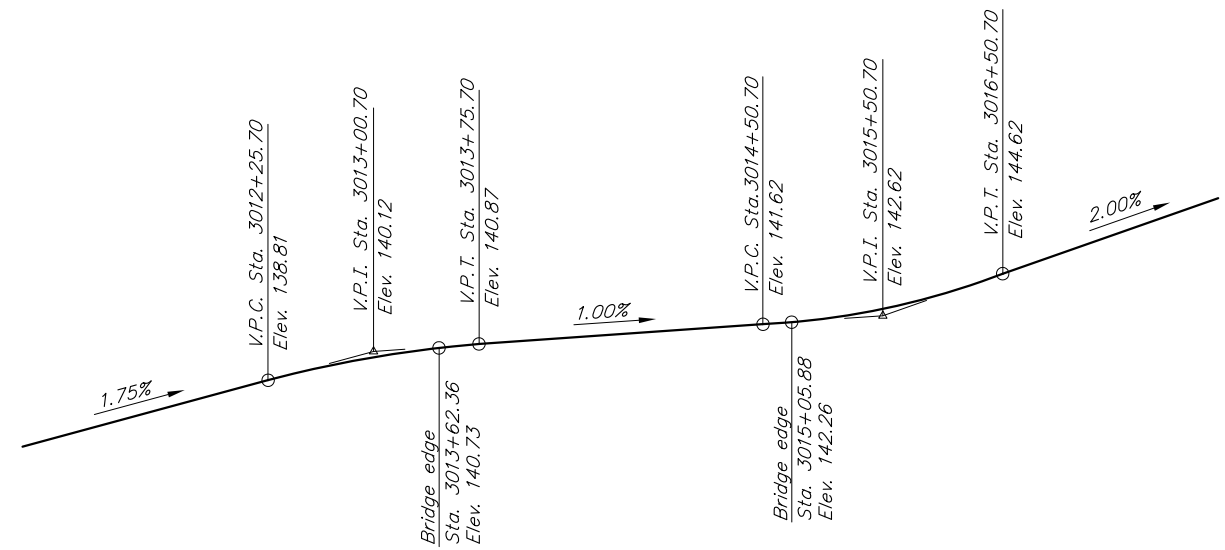 1.75%
V.P.C. Sta. 3012+25.70
Elev. 138.81
V.P.I. Sta. 3013+00.70
Elev. 140.12
Bridge edge
Sta. 3013+62.36
Elev. 140.73
V.P.T. Sta. 3013+75.70
Elev. 140.87
1.00%
V.P.C. Sta.3014+50.70
Elev. 141.62
Bridge edge
Sta. 3015+05.88
Elev. 142.26
V.P.I. Sta. 3015+50.70
Elev. 142.62
V.P.T. Sta. 3016+50.70
Elev. 144.62
2.00%